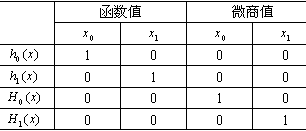 函数值 微商值
x₀ x₁ x₀ x₁
h₀(x) 1 0 0 0
h₁(x) 0 1 0 0
H₀(x) 0 0 1 0
H₁(x) 0 0 0 1